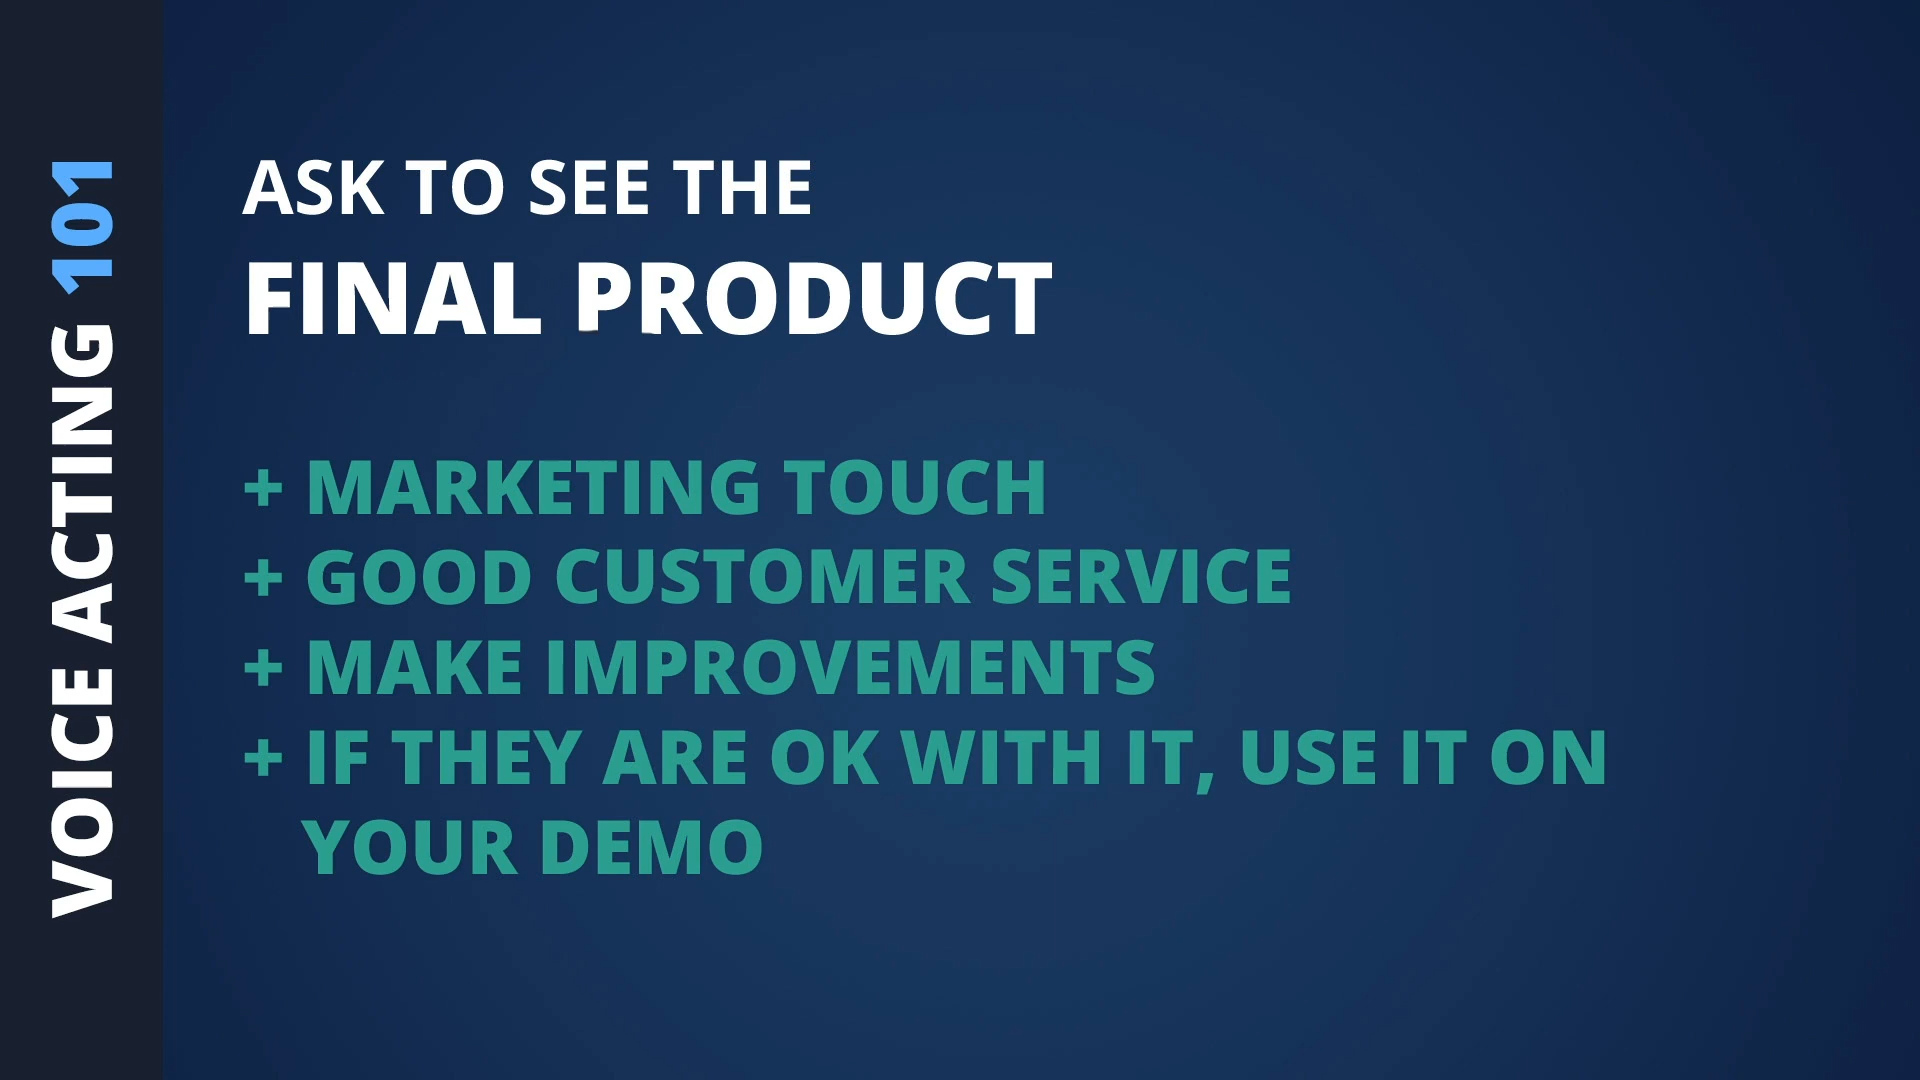 VOICE ACTING 101
ASK TO SEE THE
FINAL PRODUCT
+ MARKETING TOUCH
+ GOOD CUSTOMER SERVICE
+ MAKE IMPROVEMENTS
+ IF THEY ARE OK WITH IT, USE IT ON
YOUR DEMO